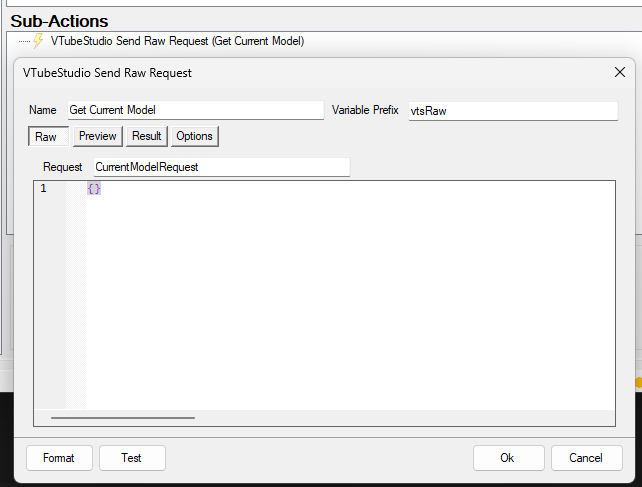 Sub-Actions
VTubeStudio Send Raw Request (Get Current Model)
VTubeStudio Send Raw Request
Name Get Current Model Variable Prefix vtsRaw
Raw Preview Result Options
Request CurrentModelRequest
1 {}
Format Test Ok Cancel